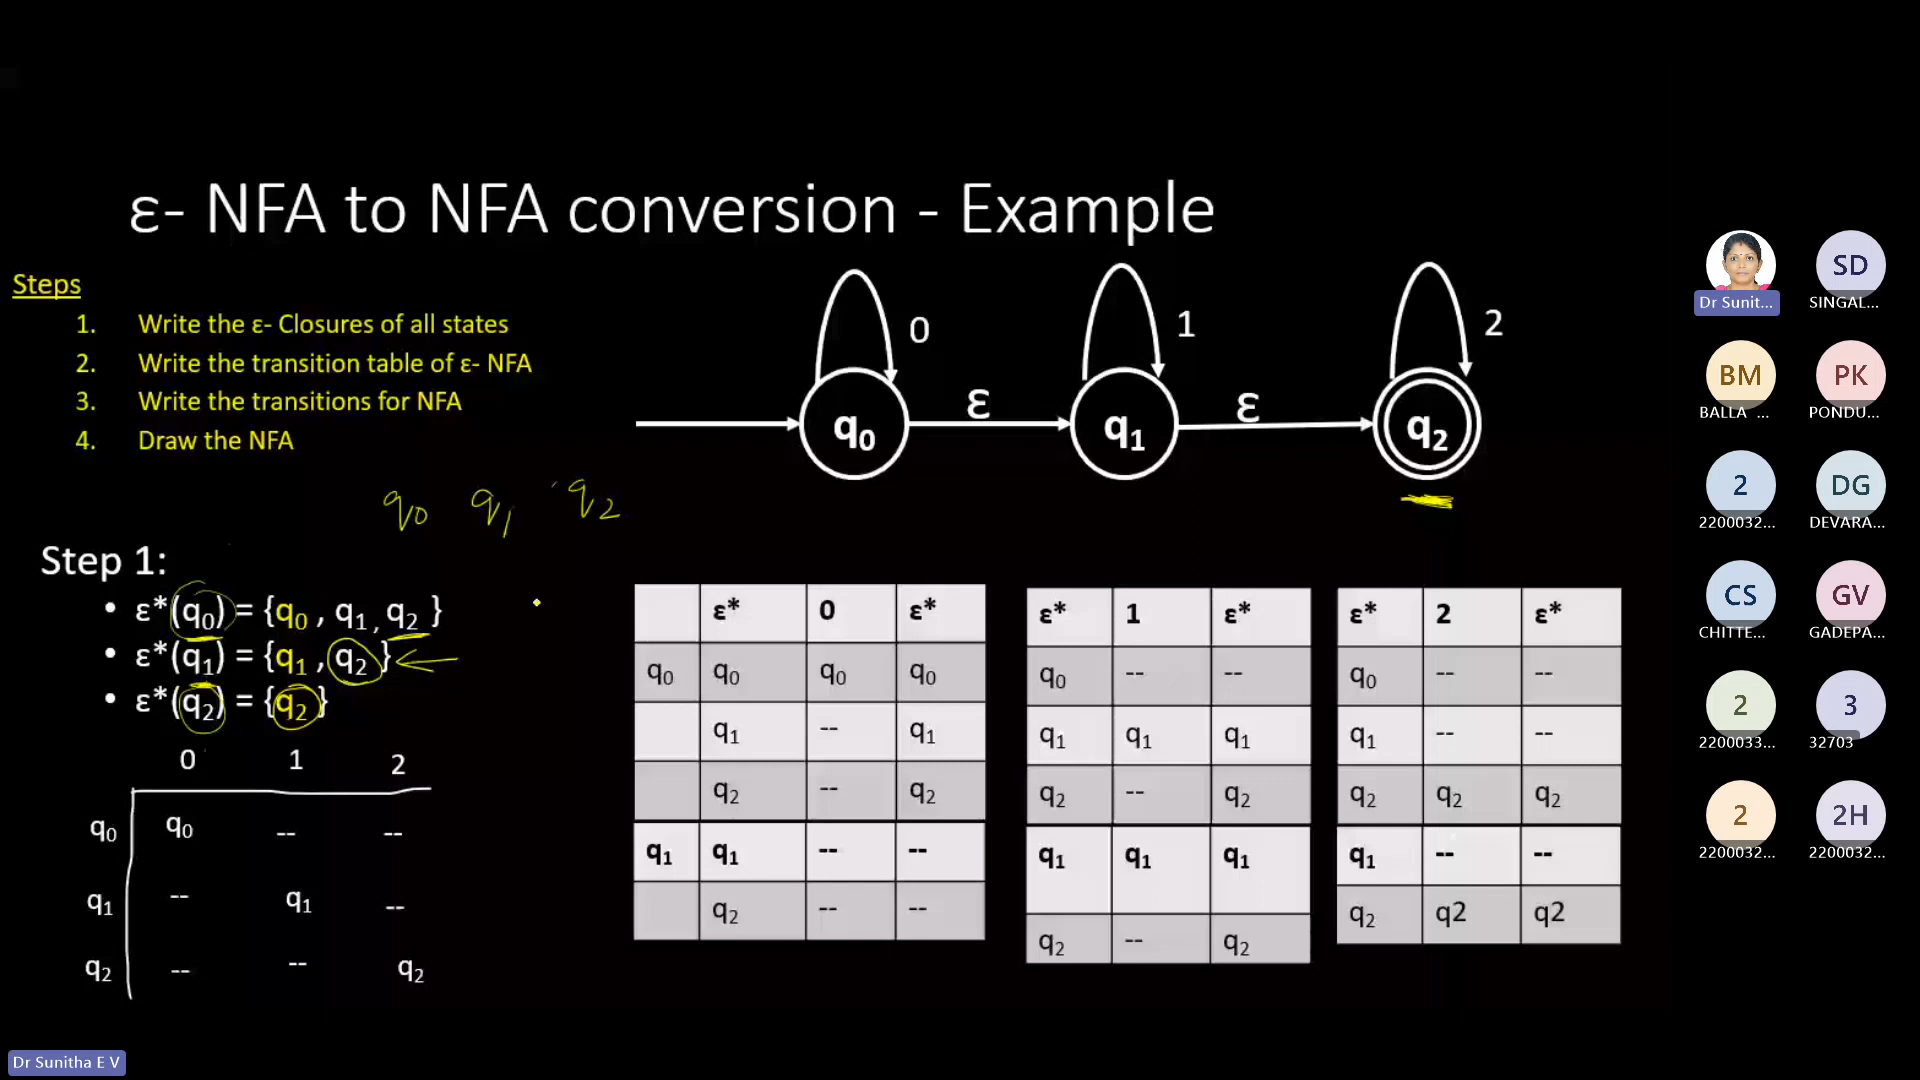 ε- NFA to NFA conversion - Example
Steps
1. Write the ε- Closures of all states
2. Write the transition table of ε- NFA
3. Write the transitions for NFA
4. Draw the NFA
0 1 2
ε ε
q0 q1 q2
q0 q1 q2
Step 1:
• ε*(q0) = {q0 , q1 , q2 }
• ε*(q1) = {q1 , q2 }
• ε*(q2) = {q2 }
0 1 2
q0 q0 -- --
q1 -- q1 --
q2 -- -- q2
ε* 0 ε*
q0 q0 q0 q0
q1 -- q1
q2 -- q2
q1 q1 -- --
q2 -- --
ε* 1 ε*
q0 -- --
q1 q1 q1
q2 -- q2
q1 q1 q1
q2 -- q2
ε* 2 ε*
q0 -- --
q1 -- --
q2 q2 q2
q1 -- --
q2 q2 q2
SD
Dr Sunit... SINGAL...
BM PK
BALLA ... PONDU...
2 DG
2200032... DEVARA...
CS GV
CHITTE... GADEPA...
2 3
2200033... 32703
2 2H
2200032... 2200032...
Dr Sunitha E V